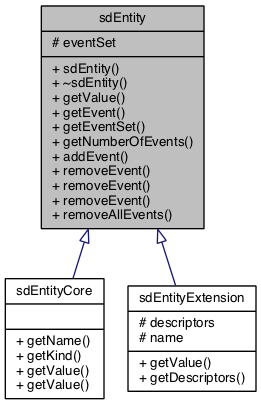 sdEntity
# eventSet
+ sdEntity()
+ ~sdEntity()
+ getValue()
+ getEvent()
+ getEventSet()
+ getNumberOfEvents()
+ addEvent()
+ removeEvent()
+ removeEvent()
+ removeEvent()
+ removeAllEvents()
sdEntityCore
+ getName()
+ getKind()
+ getValue()
+ getValue()
sdEntityExtension
# descriptors
# name
+ getValue()
+ getDescriptors()